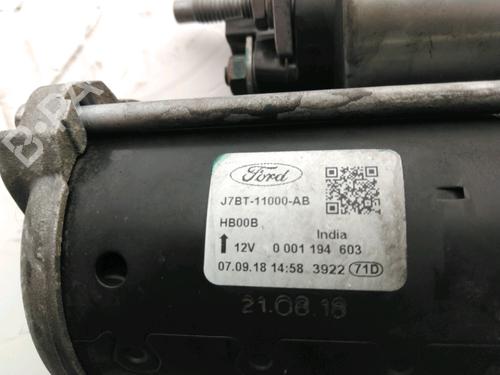 Ford
J7BT-11000-AB
HB00B
India
12V 0 001 194 603
07.09.18 14:58 3922 71D
21.08.18
B-PA